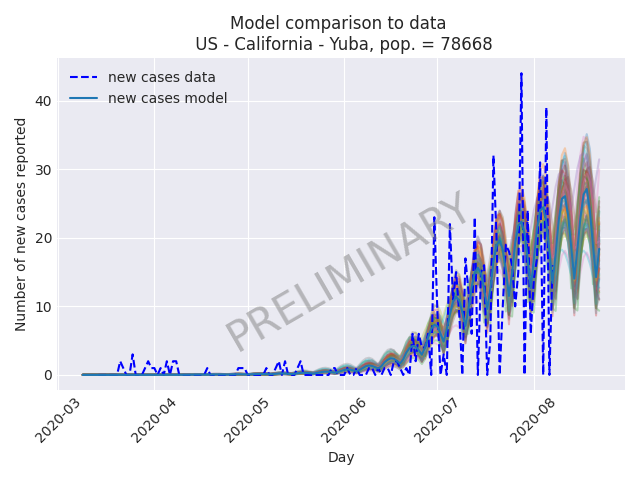 Model comparison to data
US - California - Yuba, pop. = 78668
new cases data
new cases model
Number of new cases reported
40
30
20
10
0
PRELIMINARY
2020-03
2020-04
2020-05
2020-06
2020-07
2020-08
Day